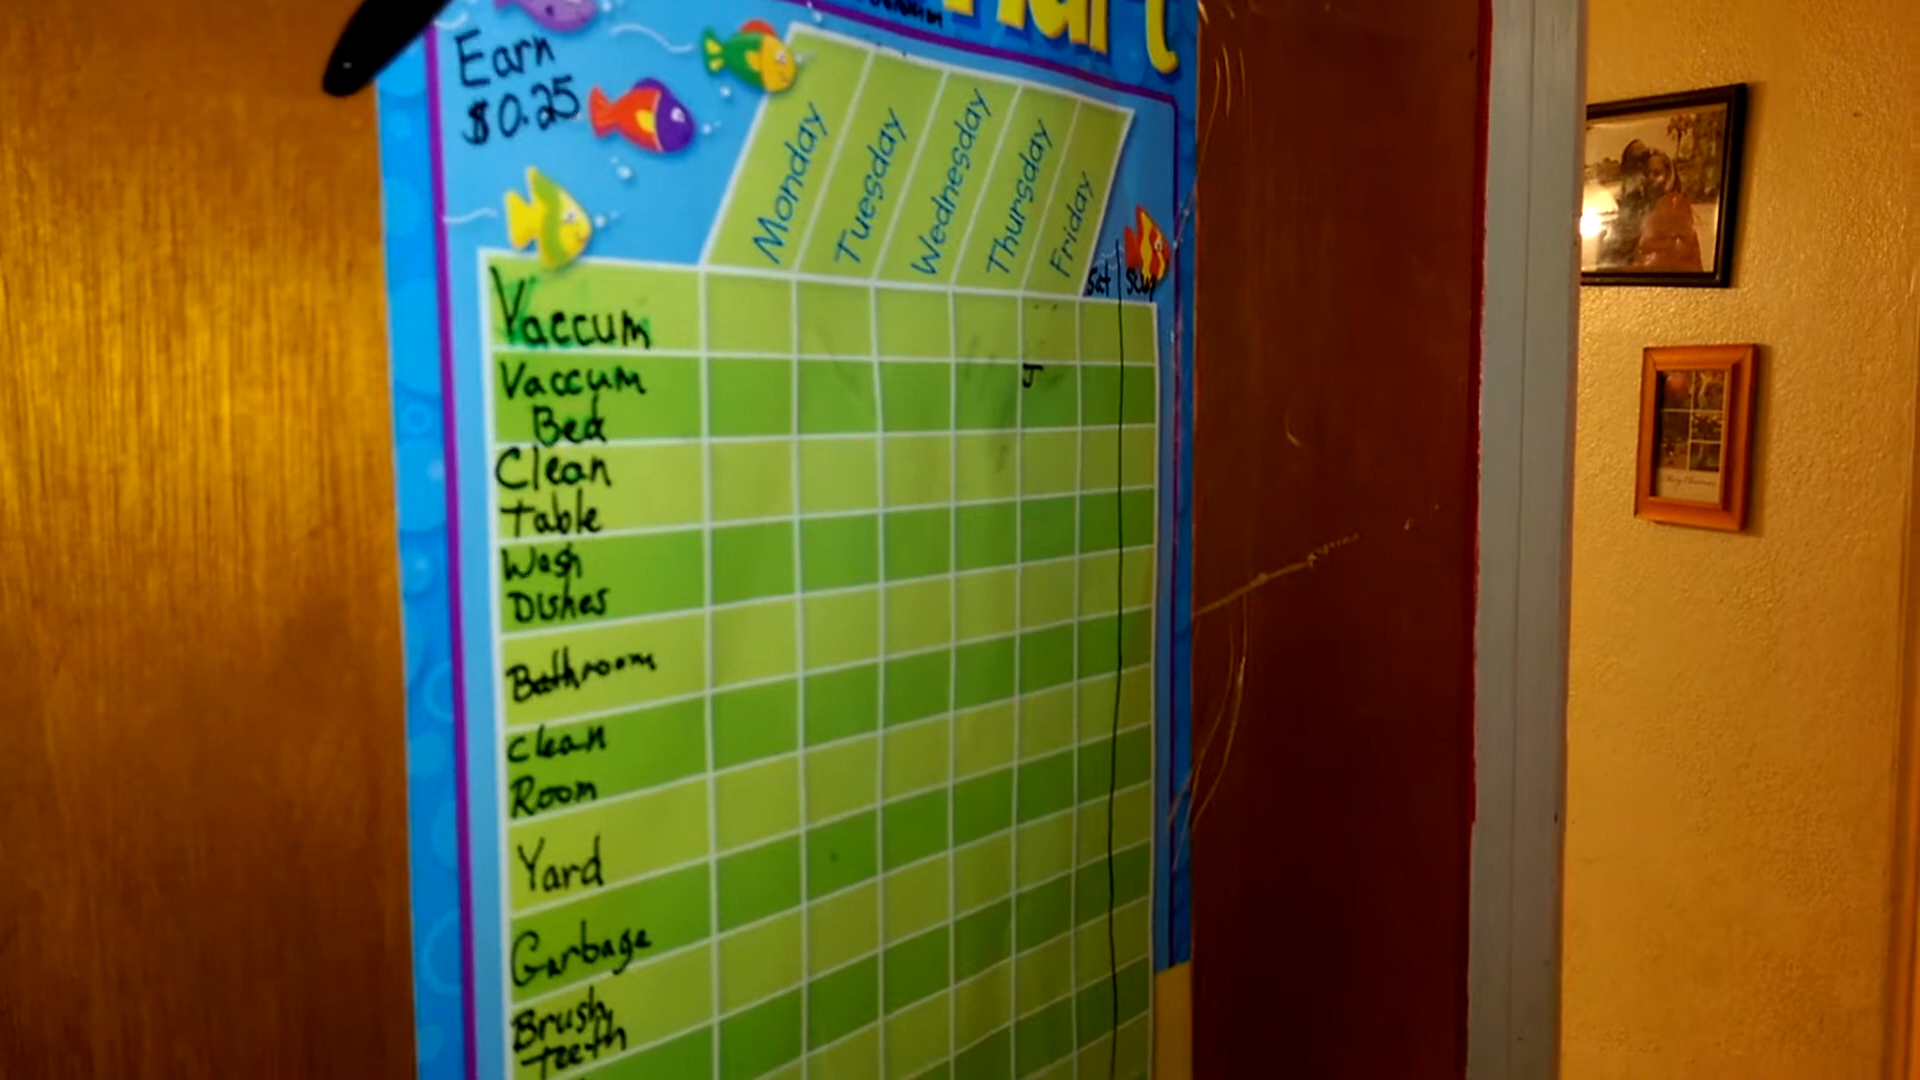 Earn
$0.25
Monday
Tuesday
Wednesday
Thursday
Friday
Sat
Sun
Vaccum
J
Vaccum
Bed
Clean
Table
Wash
Dishes
Bathroom
Clean
Room
Yard
Garbage
Brush
Teeth